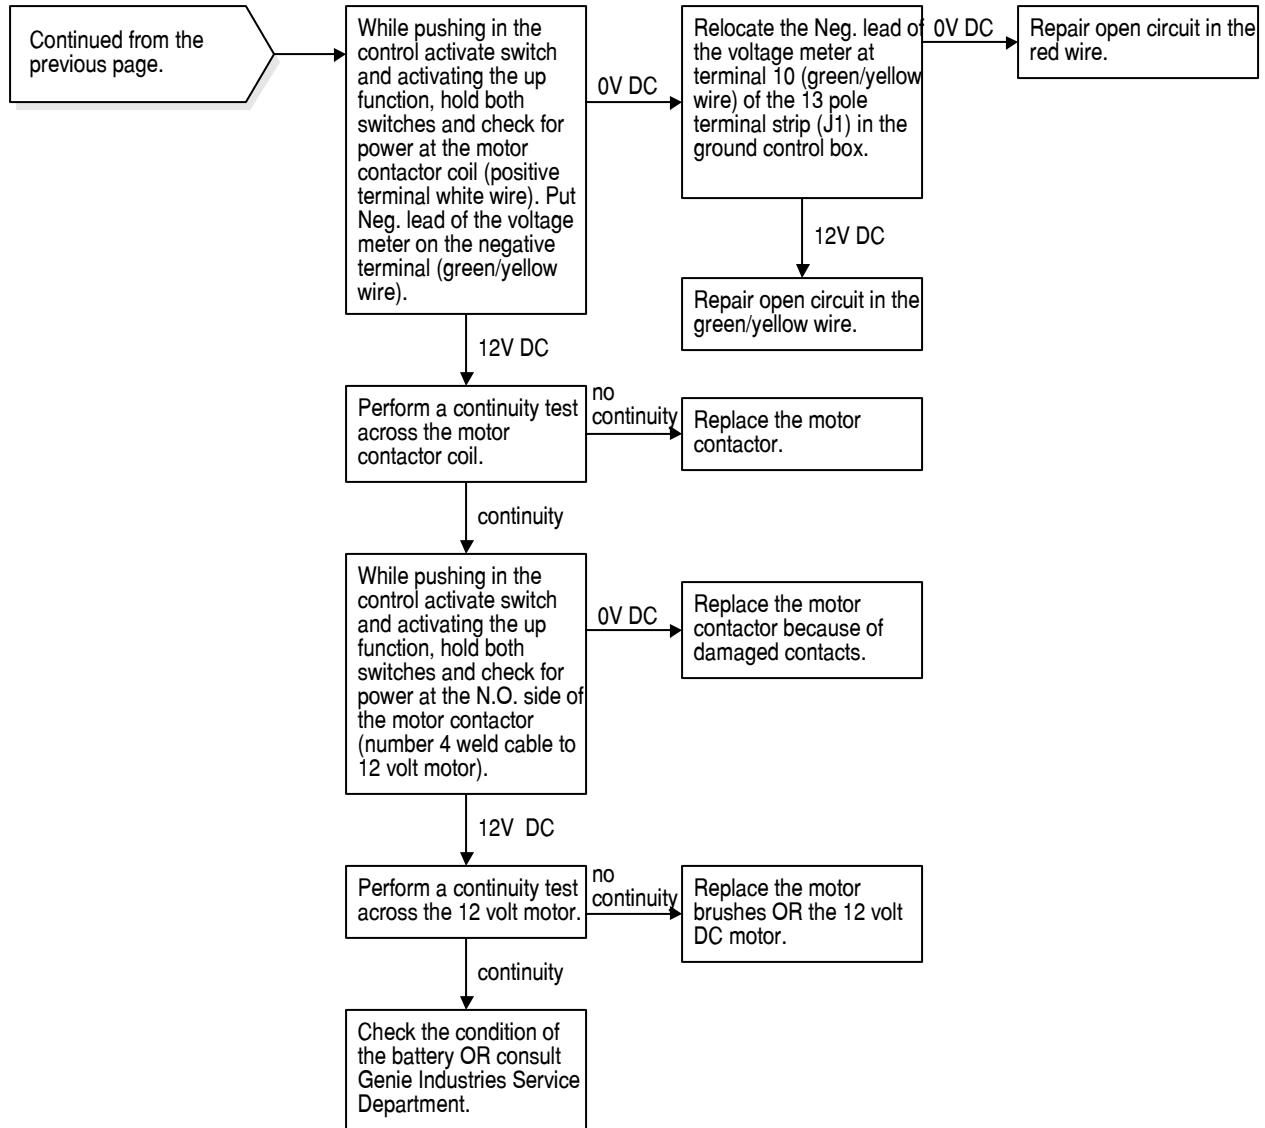 Continued from the
previous page.
While pushing in the
control activate switch
and activating the up
function, hold both
switches and check for
power at the motor
contactor coil (positive
terminal white wire). Put
Neg. lead of the voltage
meter on the negative
terminal (green/yellow
wire).
0V DC
Relocate the Neg. lead of
the voltage meter at
terminal 10 (green/yellow
wire) of the 13 pole
terminal strip (J1) in the
ground control box.
0V DC
Repair open circuit in the
red wire.
12V DC
Repair open circuit in the
green/yellow wire.
12V DC
Perform a continuity test
across the motor
contactor coil.
no
continuity
Replace the motor
contactor.
continuity
While pushing in the
control activate switch
and activating the up
function, hold both
switches and check for
power at the N.O. side of
the motor contactor
(number 4 weld cable to
12 volt motor).
0V DC
Replace the motor
contactor because of
damaged contacts.
12V  DC
Perform a continuity test
across the 12 volt motor.
no
continuity
Replace the motor
brushes OR the 12 volt
DC motor.
continuity
Check the condition of
the battery OR consult
Genie Industries Service
Department.